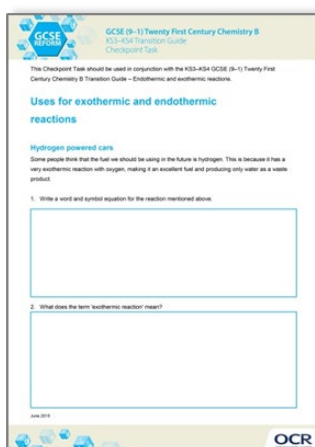 GCSE REFORM
GCSE (9–1) Twenty First Century Chemistry B
KS3–KS4 Transition Guide
Checkpoint Task
This Checkpoint Task should be used in conjunction with the KS3–KS4 GCSE (9–1) Twenty First
Century Chemistry B Transition Guide – Endothermic and exothermic reactions.
Uses for exothermic and endothermic
reactions
Hydrogen powered cars
Some people think that the fuel we should be using in the future is hydrogen. This is because it has a
very exothermic reaction with oxygen, making it an excellent fuel and producing only water as a waste
product.
1. Write a word and symbol equation for the reaction mentioned above.
2. What does the term 'exothermic reaction' mean?
June 2015
OCR